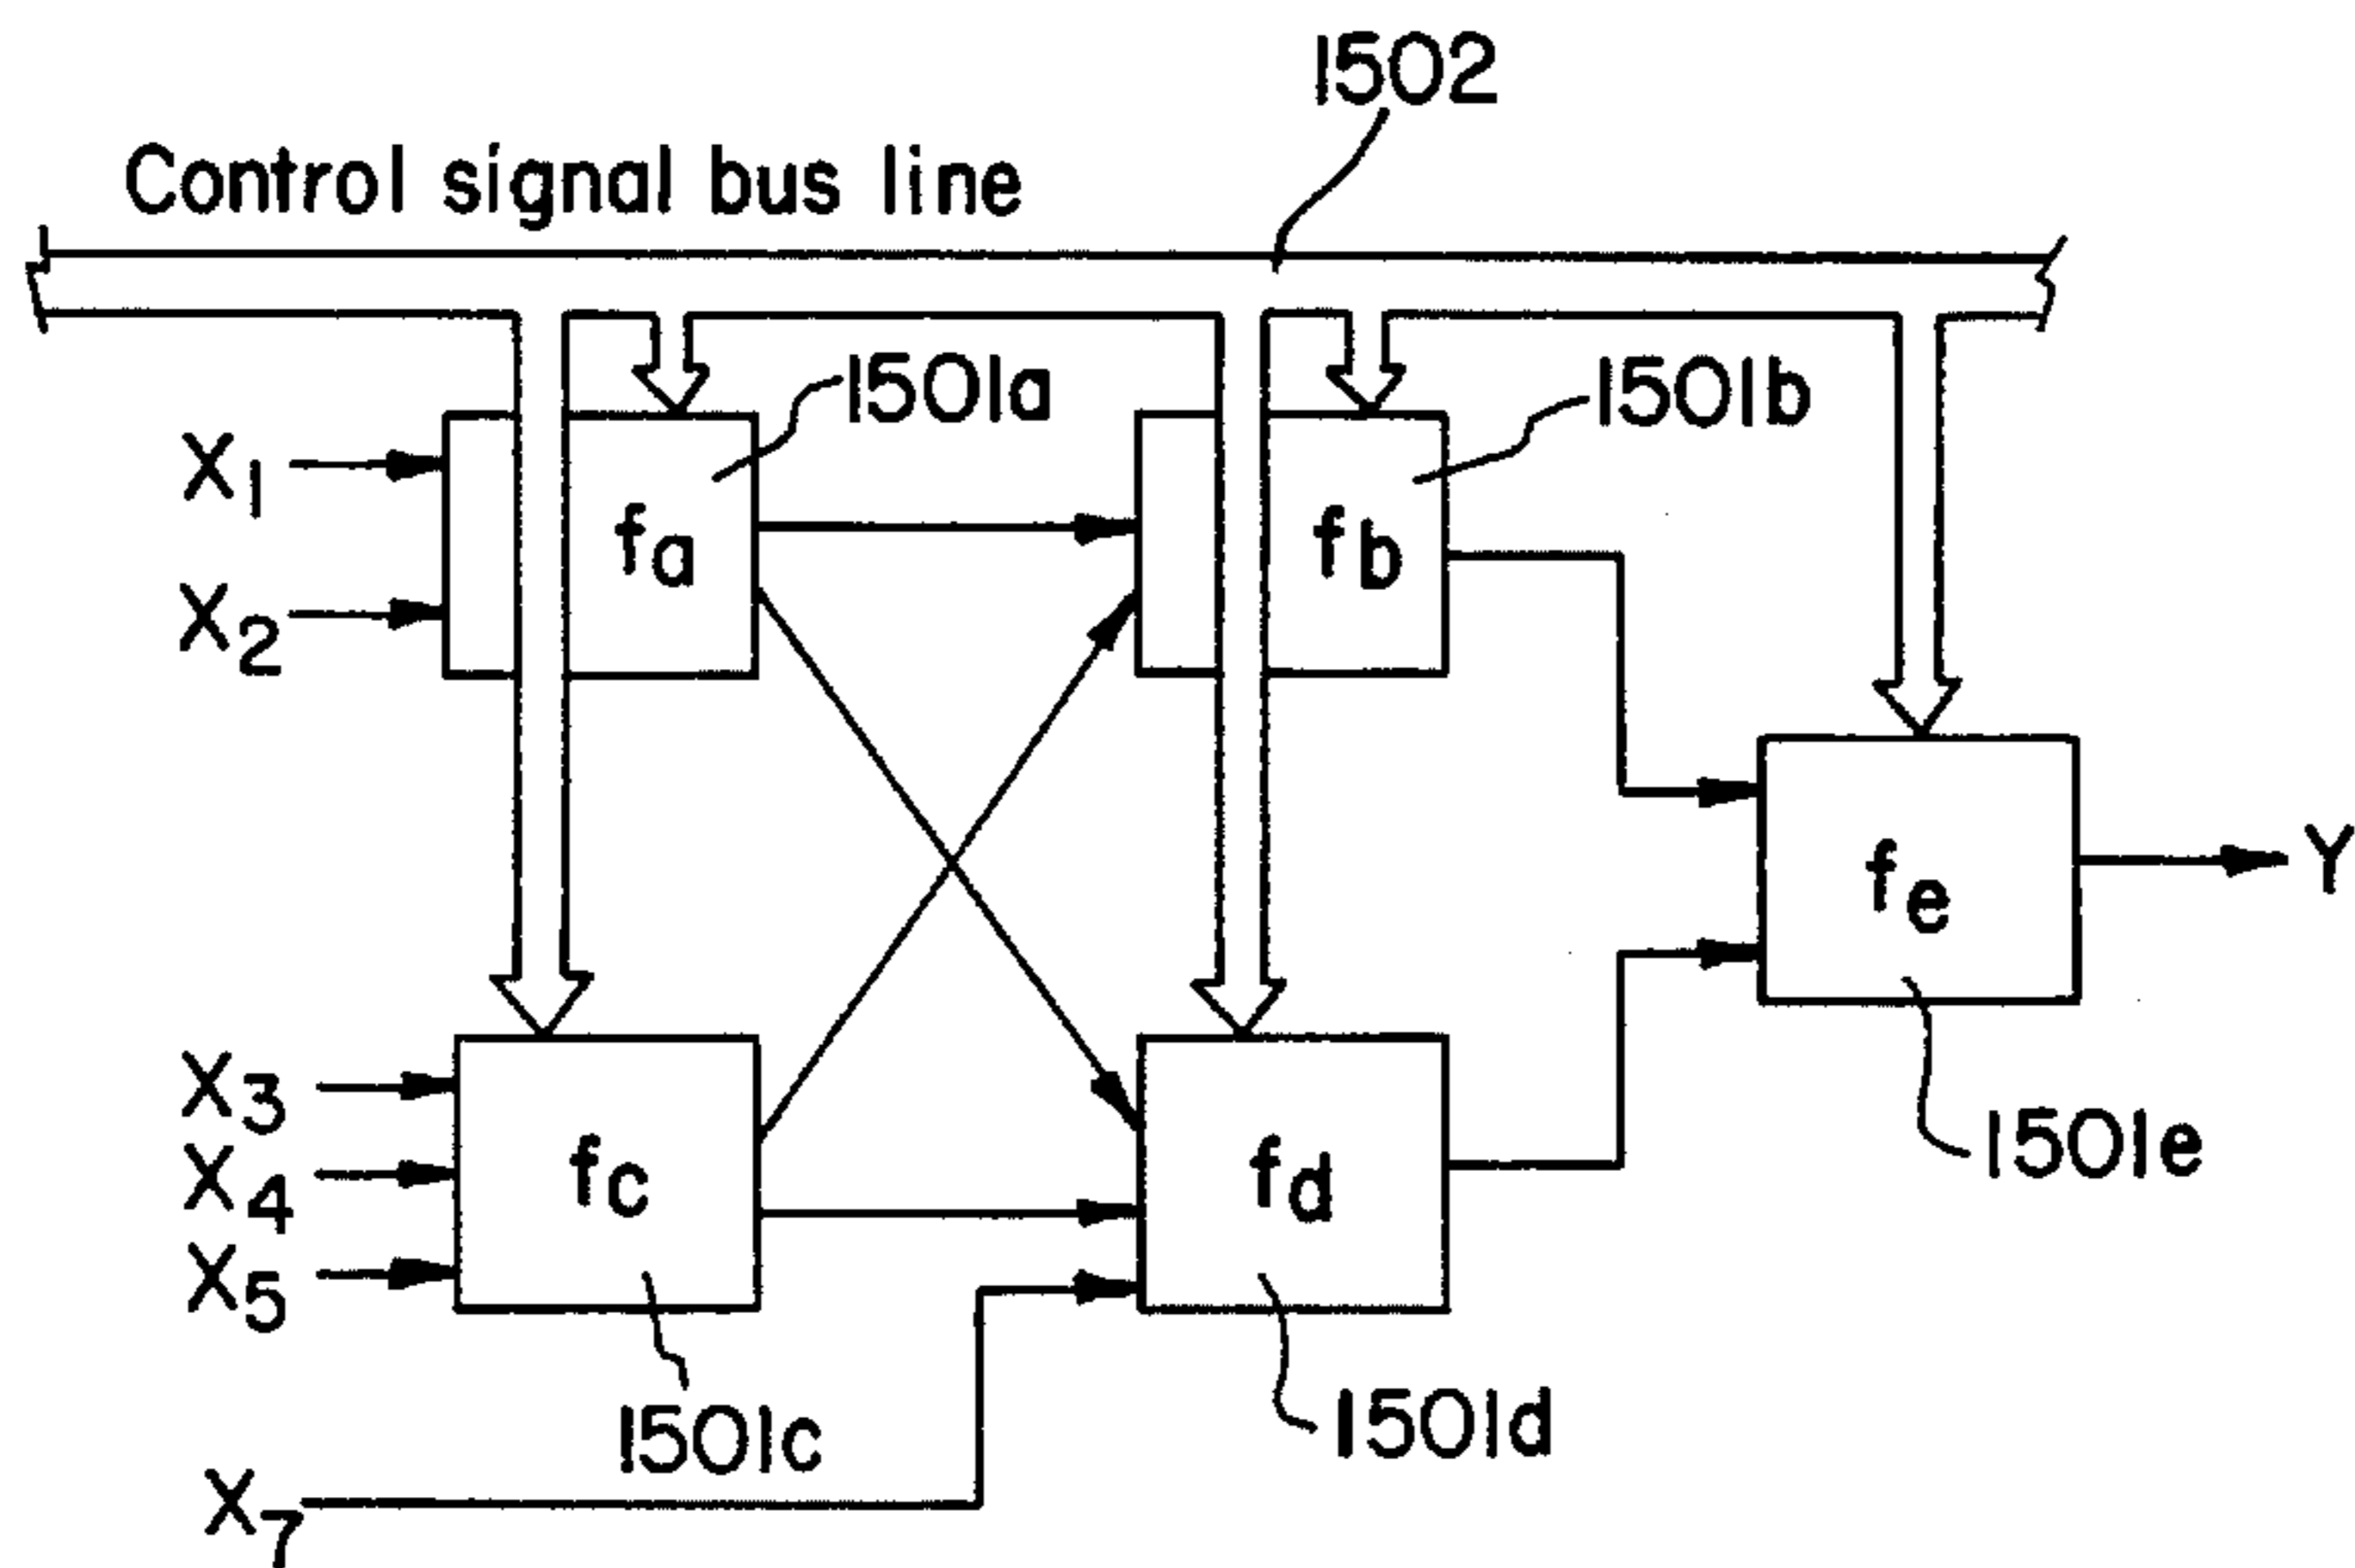 1502
Control signal bus line
1501a
1501b
X1
X2
fa
fb
fe
Y
X3
X4
X5
fc
fd
1501e
1501c
1501d
X7